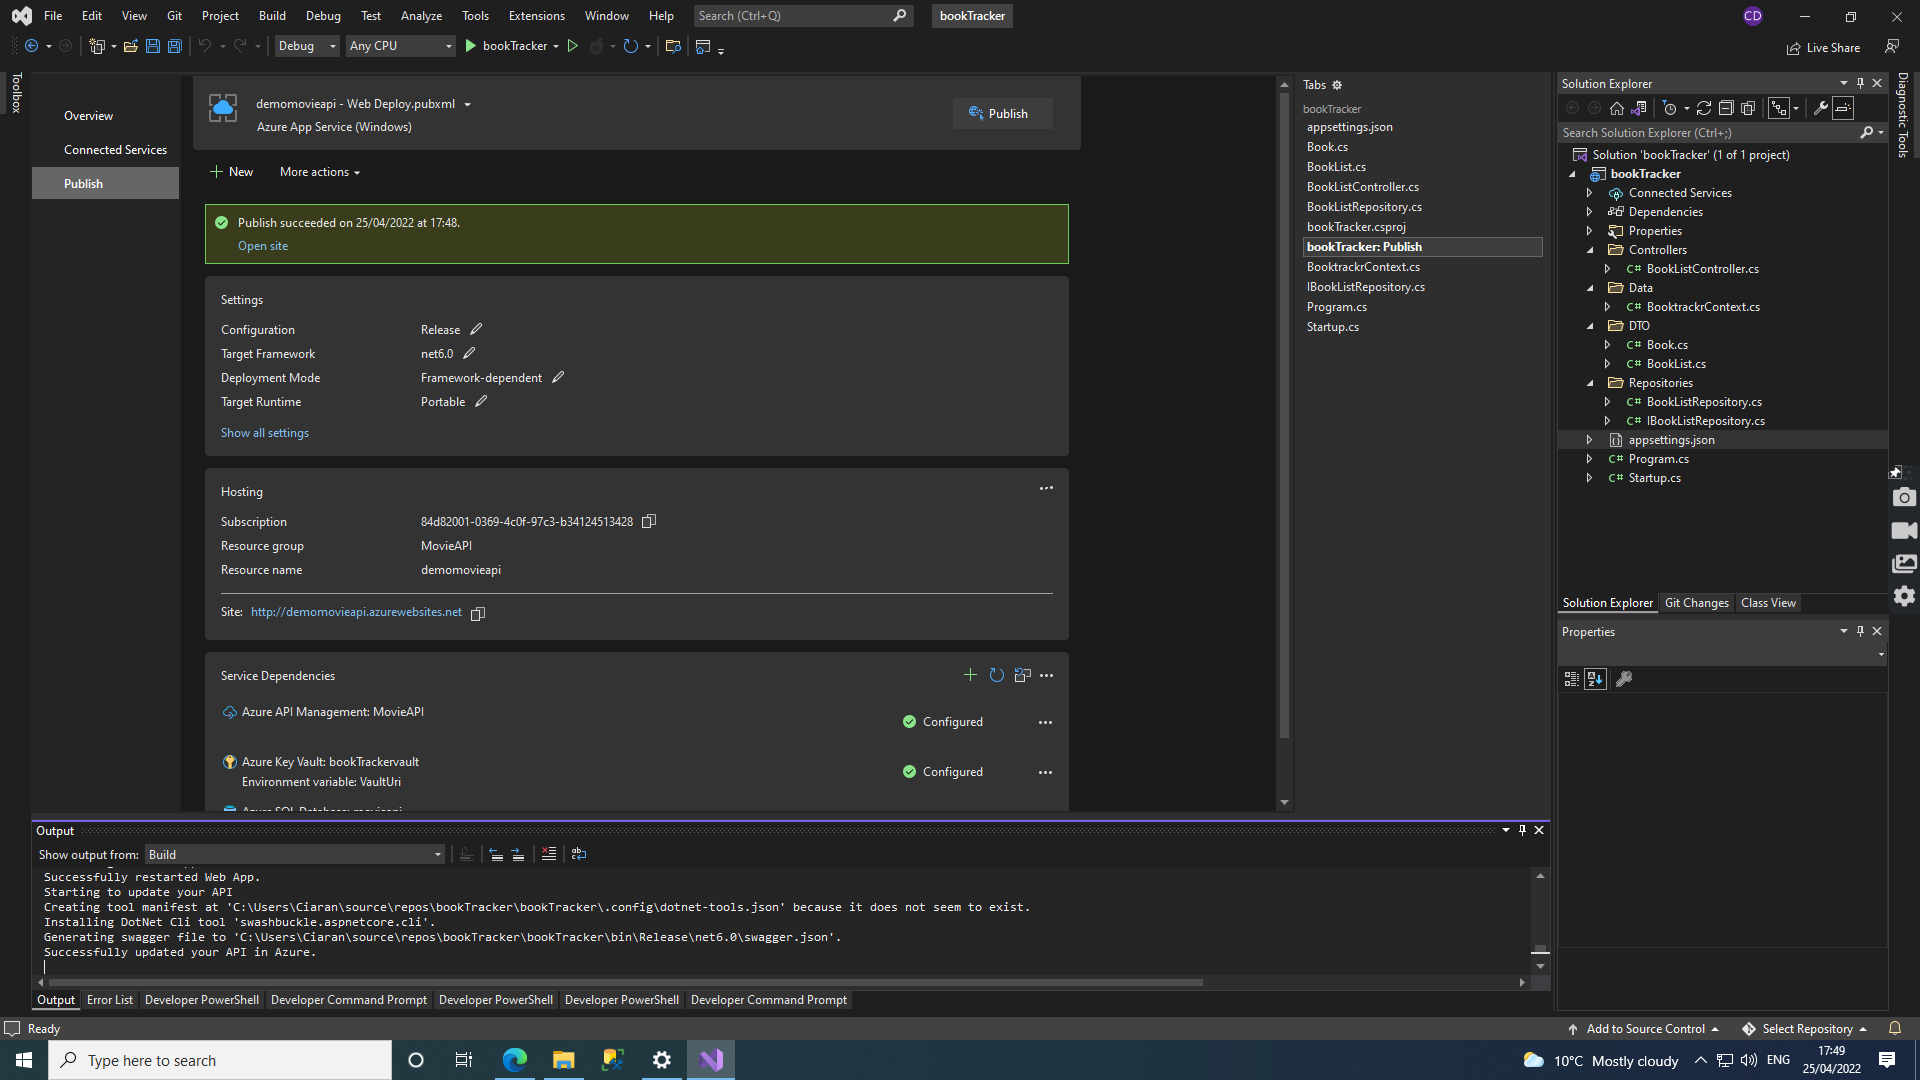 File Edit View Git Project Build Debug Test Analyze Tools Extensions Window Help Search (Ctrl+Q) bookTracker CD
Debug Any CPU bookTracker Live Share
Toolbox
Overview
Connected Services
Publish
demomovieapi - Web Deploy.pubxml
Azure App Service (Windows)
Publish
New More actions
Publish succeeded on 25/04/2022 at 17:48.
Open site
Settings
Configuration Release
Target Framework net6.0
Deployment Mode Framework-dependent
Target Runtime Portable
Show all settings
Hosting
Subscription 84d82001-0369-4c0f-97c3-b34124513428
Resource group MovieAPI
Resource name demomovieapi
Site: http://demomovieapi.azurewebsites.net
Service Dependencies
Azure API Management: MovieAPI
Configured
Azure Key Vault: bookTrackervault
Environment variable: VaultUri
Configured
Azure SQL Database: movieapi
Tabs
bookTracker
appsettings.json
Book.cs
BookList.cs
BookListController.cs
BookListRepository.cs
bookTracker.csproj
bookTracker: Publish
BooktrackrContext.cs
IBookListRepository.cs
Program.cs
Startup.cs
Solution Explorer
Search Solution Explorer (Ctrl+;)
Solution 'bookTracker' (1 of 1 project)
bookTracker
Connected Services
Dependencies
Properties
Controllers
C# BookListController.cs
Data
C# BooktrackrContext.cs
DTO
C# Book.cs
C# BookList.cs
Repositories
C# BookListRepository.cs
C# IBookListRepository.cs
appsettings.json
C# Program.cs
C# Startup.cs
Solution Explorer Git Changes Class View
Properties
Diagnostic Tools
Output
Show output from: Build
Successfully restarted Web App.
Starting to update your API
Creating tool manifest at 'C:\Users\Ciaran\source\repos\bookTracker\bookTracker\.config\dotnet-tools.json' because it does not seem to exist.
Installing DotNet Cli tool 'swashbuckle.aspnetcore.cli'.
Generating swagger file to 'C:\Users\Ciaran\source\repos\bookTracker\bookTracker\bin\Release\net6.0\swagger.json'.
Successfully updated your API in Azure.
Output Error List Developer PowerShell Developer Command Prompt Developer PowerShell Developer PowerShell Developer Command Prompt
Ready Add to Source Control Select Repository
Type here to search 10°C Mostly cloudy ENG 17:49
25/04/2022